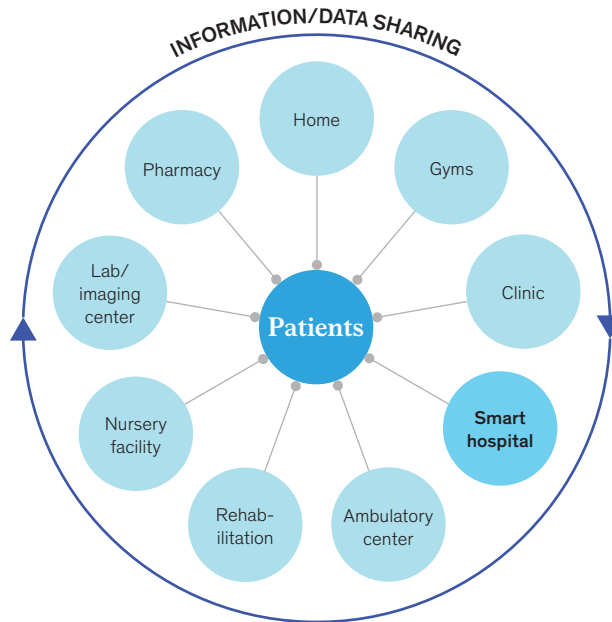 INFORMATION/DATA SHARING
Home
Pharmacy
Gyms
Lab/
imaging
center
Clinic
Patients
Nursery
facility
Smart
hospital
Rehab-
ilitation
Ambulatory
center